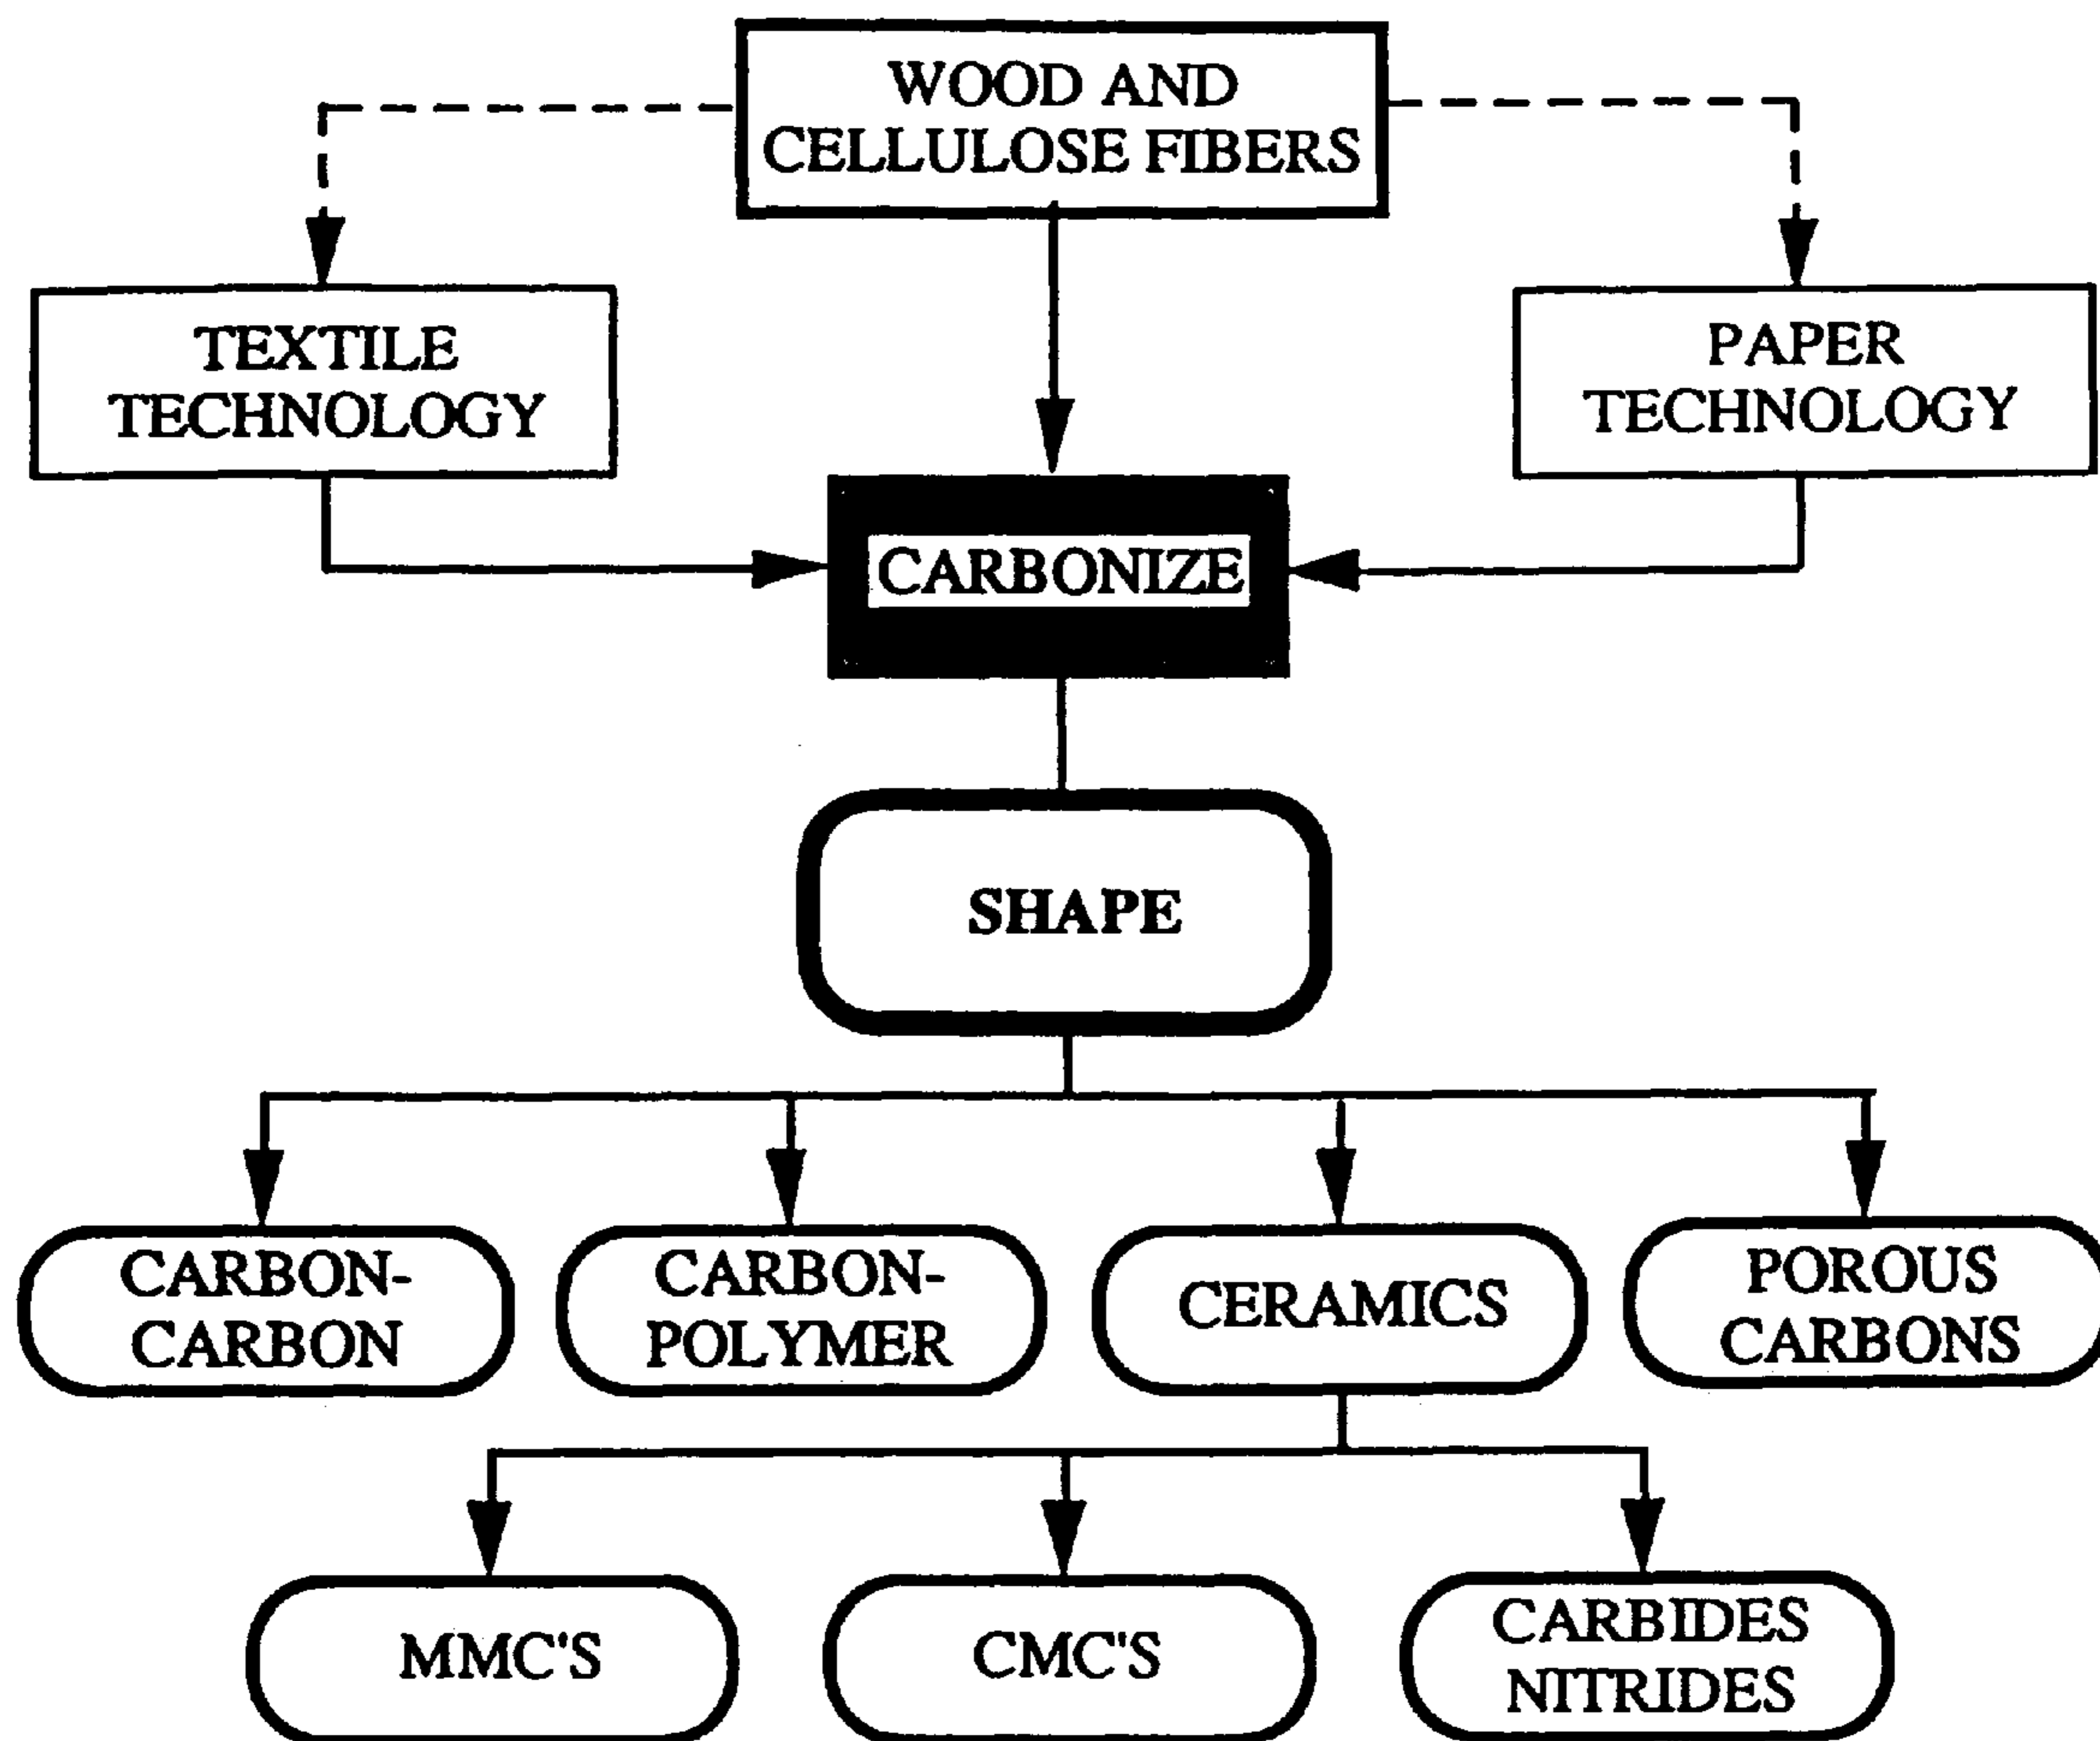 WOOD AND
CELLULOSE FIBERS
TEXTILE
TECHNOLOGY
PAPER
TECHNOLOGY
CARBONIZE
SHAPE
CARBON-
CARBON
CARBON-
POLYMER
CERAMICS
POROUS
CARBONS
MMC'S
CMC'S
CARBIDES
NITRIDES